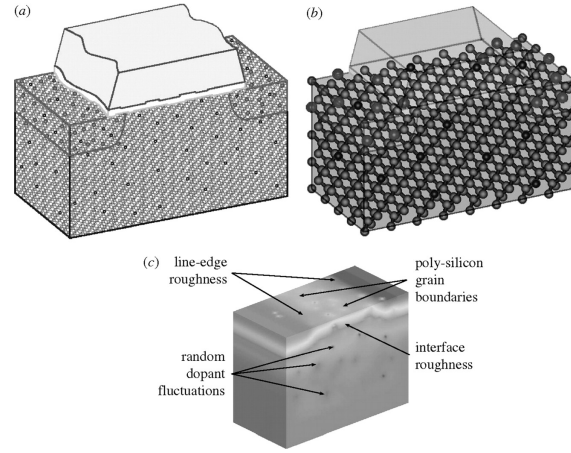 (a)
(b)
(c)
line-edge
roughness
poly-silicon
grain
boundaries
random
dopant
fluctuations
interface
roughness